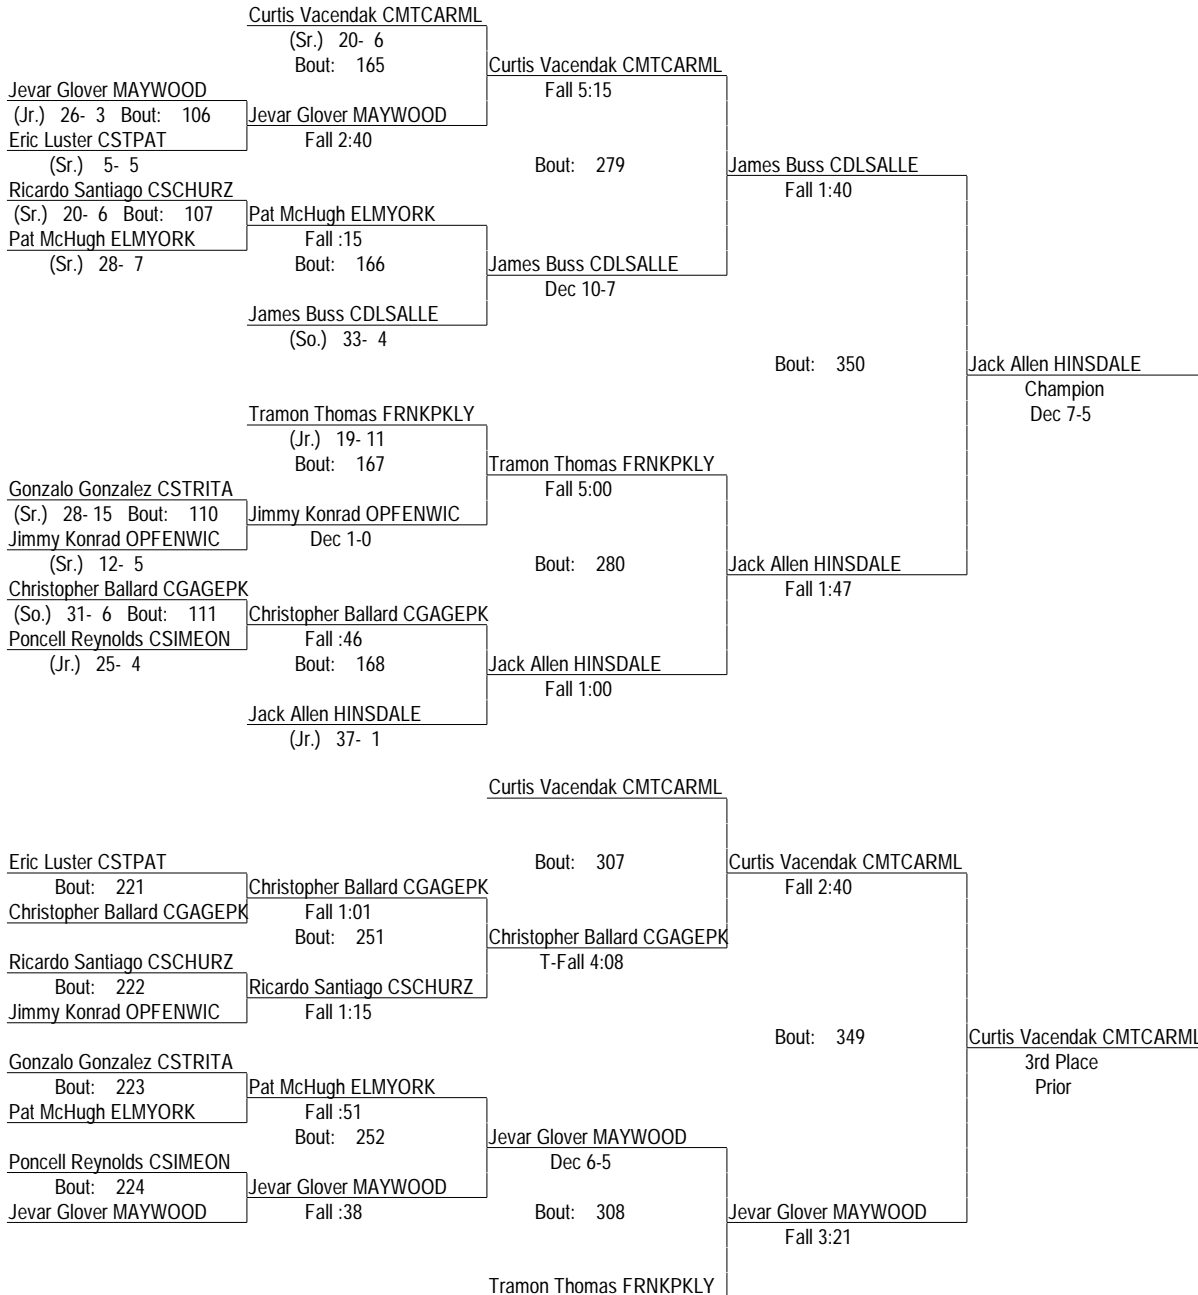 Curtis Vacendak CMTCARML
(Sr.) 20- 6
Bout: 165
Curtis Vacendak CMTCARML
Jevar Glover MAYWOOD
Fall 5:15
(Jr.) 26- 3 Bout: 106
Jevar Glover MAYWOOD
Eric Luster CSTPAT
Fall 2:40
(Sr.) 5- 5
Bout: 279
James Buss CDLSALLE
Ricardo Santiago CSCHURZ
Fall 1:40
(Sr.) 20- 6 Bout: 107
Pat McHugh ELMYORK
Pat McHugh ELMYORK
Fall :15
(Sr.) 28- 7
Bout: 166
James Buss CDLSALLE
Dec 10-7
James Buss CDLSALLE
(So.) 33- 4
Bout: 350
Jack Allen HINSDALE
Champion
Dec 7-5
Tramon Thomas FRNKPKLY
(Jr.) 19- 11
Bout: 167
Tramon Thomas FRNKPKLY
Gonzalo Gonzalez CSTRITA
Fall 5:00
(Sr.) 28- 15 Bout: 110
Jimmy Konrad OPFENWIC
Jimmy Konrad OPFENWIC
Dec 1-0
(Sr.) 12- 5
Bout: 280
Jack Allen HINSDALE
Christopher Ballard CGAGEPK
Fall 1:47
(So.) 31- 6 Bout: 111
Christopher Ballard CGAGEPK
Poncell Reynolds CSIMEON
Fall :46
(Jr.) 25- 4
Bout: 168
Jack Allen HINSDALE
Fall 1:00
Jack Allen HINSDALE
(Jr.) 37- 1
Curtis Vacendak CMTCARML
Eric Luster CSTPAT
Bout: 307
Curtis Vacendak CMTCARML
Bout: 221
Christopher Ballard CGAGEPK
Fall 2:40
Christopher Ballard CGAGEPK
Fall 1:01
Bout: 251
Christopher Ballard CGAGEPK
Ricardo Santiago CSCHURZ
T-Fall 4:08
Bout: 222
Ricardo Santiago CSCHURZ
Jimmy Konrad OPFENWIC
Fall 1:15
Bout: 349
Curtis Vacendak CMTCARML
Gonzalo Gonzalez CSTRITA
3rd Place
Bout: 223
Pat McHugh ELMYORK
Prior
Pat McHugh ELMYORK
Fall :51
Bout: 252
Jevar Glover MAYWOOD
Poncell Reynolds CSIMEON
Dec 6-5
Bout: 224
Jevar Glover MAYWOOD
Jevar Glover MAYWOOD
Fall :38
Bout: 308
Jevar Glover MAYWOOD
Fall 3:21
Tramon Thomas FRNKPKLY